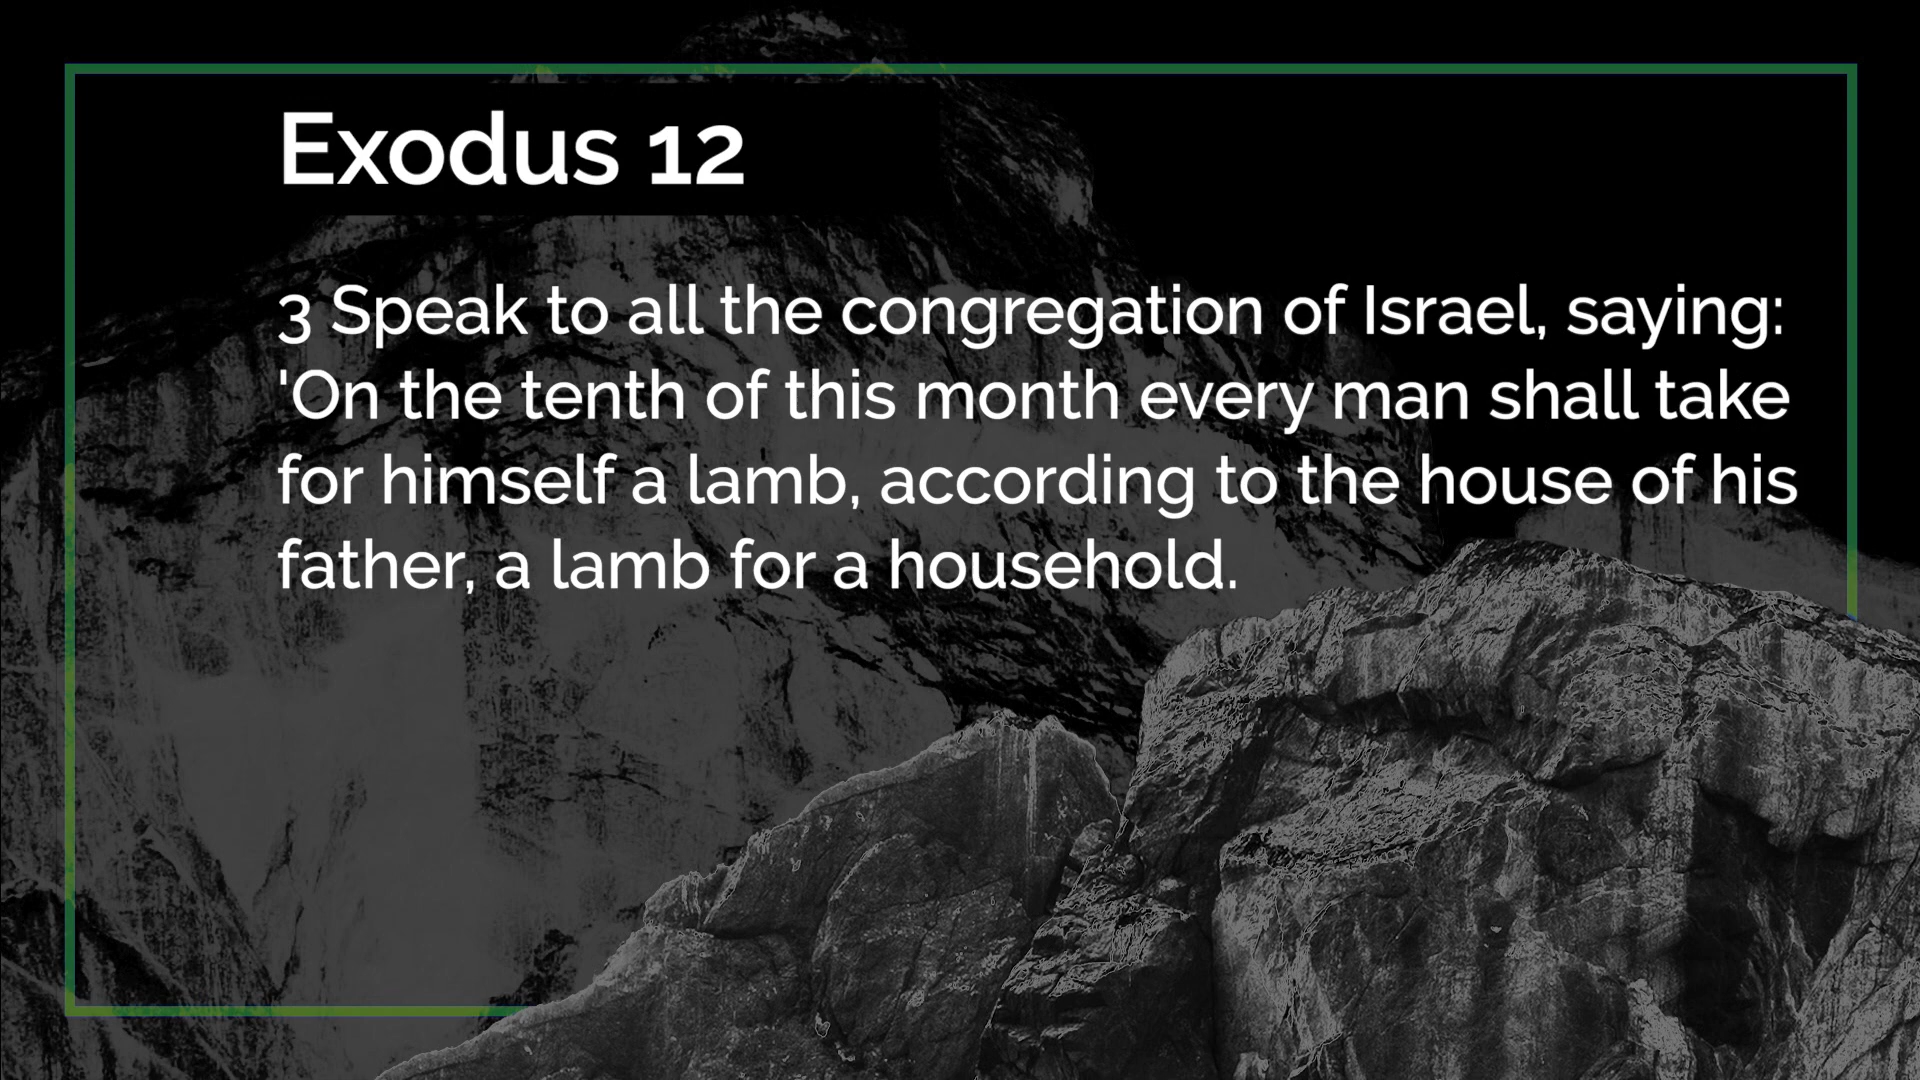 Exodus 12
3 Speak to all the congregation of Israel, saying:
'On the tenth of this month every man shall take
for himself a lamb, according to the house of his
father, a lamb for a household.